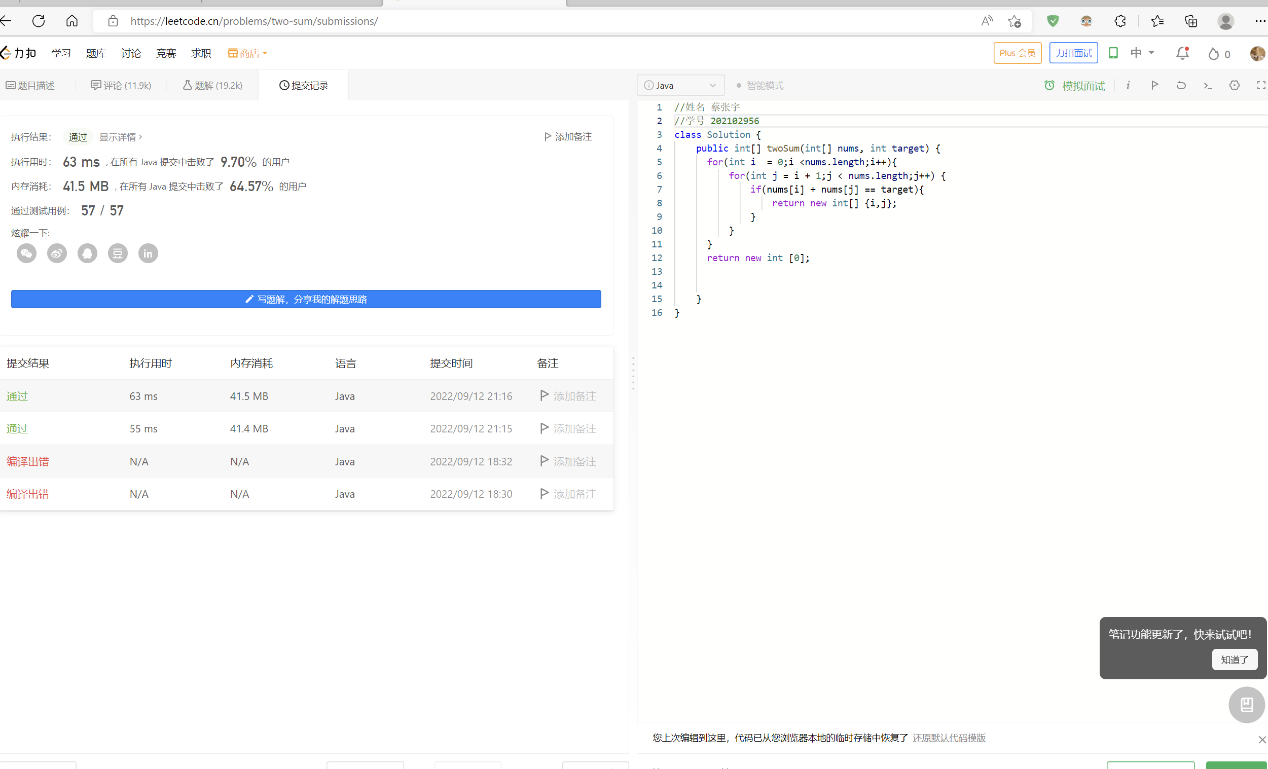 https://leetcode.cn/problems/two-sum/submissions/
力扣 学习 题库 讨论 竞赛 求职 商店
Plus 会员 力扣面试 中 0
题目描述 评论 (11.9k) 题解 (19.2k) 提交记录
执行结果： 通过 显示详情 › 添加备注
执行用时： 63 ms , 在所有 Java 提交中击败了 9.70% 的用户
内存消耗： 41.5 MB , 在所有 Java 提交中击败了 64.57% 的用户
通过测试用例： 57 / 57
炫耀一下:
写题解，分享我的解题思路
提交结果 执行用时 内存消耗 语言 提交时间 备注
通过 63 ms 41.5 MB Java 2022/09/12 21:16 添加备注
通过 55 ms 41.4 MB Java 2022/09/12 21:15 添加备注
编译出错 N/A N/A Java 2022/09/12 18:32 添加备注
编译出错 N/A N/A Java 2022/09/12 18:30 添加备注
Java 智能模式 模拟面试
1 //姓名 蔡张宇
2 //学号 202102956
3 class Solution {
4 public int[] twoSum(int[] nums, int target) {
5 for(int i  = 0;i <nums.length;i++){
6 for(int j = i + 1;j < nums.length;j++) {
7 if(nums[i] + nums[j] == target){
8 return new int[] {i,j};
9 }
10 }
11 }
12 return new int [0];
13
14
15 }
16 }
笔记功能更新了，快来试试吧！
知道了
您上次编辑到这里，代码已从您浏览器本地的临时存储中恢复了 还原默认代码模版